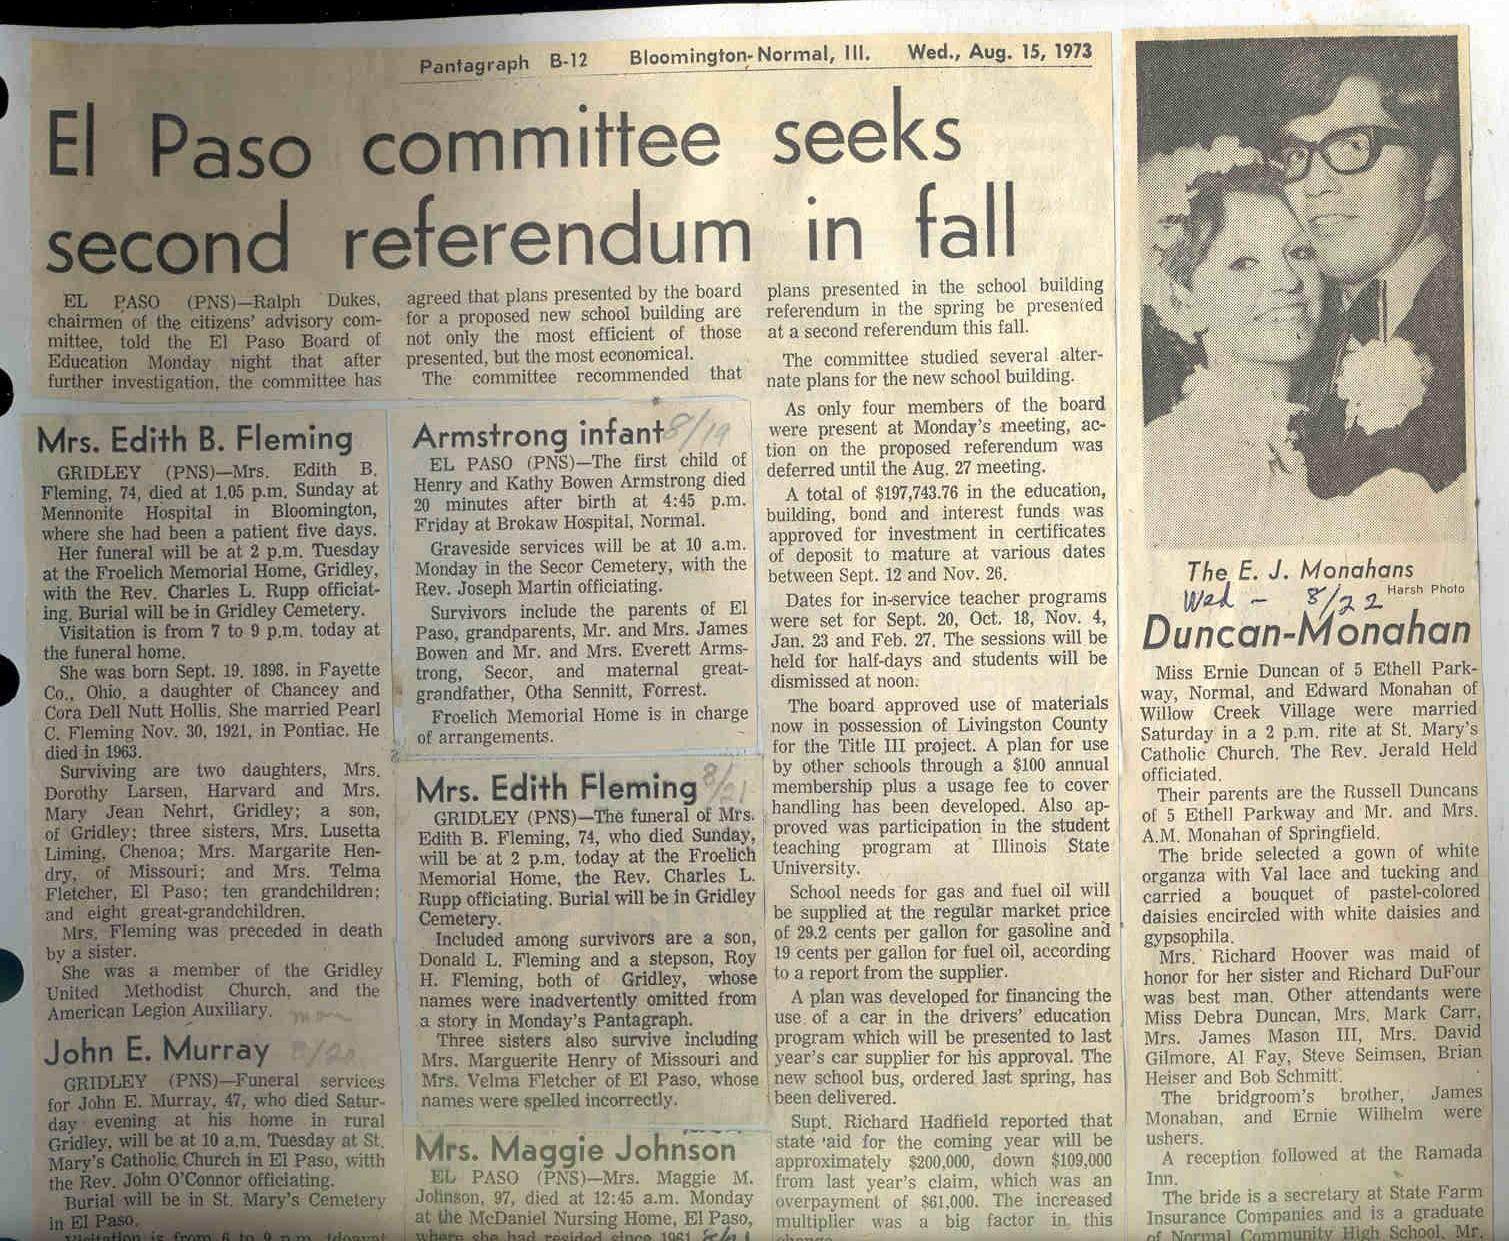 Pantagraph B-12 Bloomington-Normal, Ill. Wed., Aug. 15, 1973
El Paso committee seeks
second referendum in fall
EL PASO (PNS)—Ralph Dukes,
chairmen of the citizens' advisory com-
mittee, told the El Paso Board of
Education Monday night that after
further investigation, the committee has
agreed that plans presented by the board
for a proposed new school building are
not only the most efficient of those
presented, but the most economical.
The committee recommended that
plans presented in the school building
referendum in the spring be presented
at a second referendum this fall.
The committee studied several alter-
nate plans for the new school building.
As only four members of the board
were present at Monday's meeting, ac-
tion on the proposed referendum was
deferred until the Aug. 27 meeting.
A total of $197,743.76 in the education,
building, bond and interest funds was
approved for investment in certificates
of deposit to mature at various dates
between Sept. 12 and Nov. 26.
Dates for in-service teacher programs
were set for Sept. 20, Oct. 18, Nov. 4,
Jan. 23 and Feb. 27. The sessions will be
held for half-days and students will be
dismissed at noon.
The board approved use of materials
now in possession of Livingston County
for the Title III project. A plan for use
by other schools through a $100 annual
membership plus a usage fee to cover
handling has been developed. Also ap-
proved was participation in the student
teaching program at Illinois State
University.
School needs for gas and fuel oil will
be supplied at the regular market price
of 29.2 cents per gallon for gasoline and
19 cents per gallon for fuel oil, according
to a report from the supplier.
A plan was developed for financing the
use of a car in the drivers' education
program which will be presented to last
year's car supplier for his approval. The
new school bus, ordered last spring, has
been delivered.
Supt. Richard Hadfield reported that
state 'aid for the coming year will be
approximately $200,000, down $109,000
from last year's claim, which was an
overpayment of $61,000. The increased
multiplier was a big factor in this
Mrs. Edith B. Fleming
GRIDLEY (PNS)—Mrs. Edith B.
Fleming, 74, died at 1.05 p.m. Sunday at
Mennonite Hospital in Bloomington,
where she had been a patient five days.
Her funeral will be at 2 p.m. Tuesday
at the Froelich Memorial Home, Gridley,
with the Rev. Charles L. Rupp officiat-
ing. Burial will be in Gridley Cemetery.
Visitation is from 7 to 9 p.m. today at
the funeral home.
She was born Sept. 19, 1898, in Fayette
Co., Ohio, a daughter of Chancey and
Cora Dell Nutt Hollis. She married Pearl
C. Fleming Nov. 30, 1921, in Pontiac. He
died in 1963.
Surviving are two daughters, Mrs.
Dorothy Larsen, Harvard and Mrs.
Mary Jean Nehrt, Gridley; a son,
of Gridley; three sisters, Mrs. Lusetta
Liming, Chenoa; Mrs. Margarite Hen-
dry, of Missouri; and Mrs. Telma
Fletcher, El Paso; ten grandchildren;
and eight great-grandchildren.
Mrs. Fleming was preceded in death
by a sister.
She was a member of the Gridley
United Methodist Church, and the
American Legion Auxiliary.
mon
8/20
John E. Murray
GRIDLEY (PNS)—Funeral services
for John E. Murray, 47, who died Satur-
day evening at his home in rural
Gridley, will be at 10 a.m. Tuesday at St.
Mary's Catholic Church in El Paso, witth
the Rev. John O'Connor officiating.
Burial will be in St. Mary's Cemetery
in El Paso.
Visitation is from 6 to 9 p.m. today at
Armstrong infant 8/19
EL PASO (PNS)—The first child of
Henry and Kathy Bowen Armstrong died
20 minutes after birth at 4:45 p.m.
Friday at Brokaw Hospital, Normal.
Graveside services will be at 10 a.m.
Monday in the Secor Cemetery, with the
Rev. Joseph Martin officiating.
Survivors include the parents of El
Paso, grandparents, Mr. and Mrs. James
Bowen and Mr. and Mrs. Everett Arms-
trong, Secor, and maternal great-
grandfather, Otha Sennitt, Forrest.
Froelich Memorial Home is in charge
of arrangements.
Mrs. Edith Fleming 8/21
GRIDLEY (PNS)—The funeral of Mrs.
Edith B. Fleming, 74, who died Sunday,
will be at 2 p.m. today at the Froelich
Memorial Home, the Rev. Charles L.
Rupp officiating. Burial will be in Gridley
Cemetery.
Included among survivors are a son,
Donald L. Fleming and a stepson, Roy
H. Fleming, both of Gridley, whose
names were inadvertently omitted from
a story in Monday's Pantagraph.
Three sisters also survive including
Mrs. Marguerite Henry of Missouri and
Mrs. Velma Fletcher of El Paso, whose
names were spelled incorrectly.
Mrs. Maggie Johnson
EL PASO (PNS)—Mrs. Maggie M.
Johnson, 97, died at 12:45 a.m. Monday
at the McDaniel Nursing Home, El Paso,
where she had resided since 1961. 8/21
The E. J. Monahans
Harsh Photo
Wed - 8/22
Duncan-Monahan
Miss Ernie Duncan of 5 Ethell Park-
way, Normal, and Edward Monahan of
Willow Creek Village were married
Saturday in a 2 p.m. rite at St. Mary's
Catholic Church. The Rev. Jerald Held
officiated.
Their parents are the Russell Duncans
of 5 Ethell Parkway and Mr. and Mrs.
A.M. Monahan of Springfield.
The bride selected a gown of white
organza with Val lace and tucking and
carried a bouquet of pastel-colored
daisies encircled with white daisies and
gypsophila.
Mrs. Richard Hoover was maid of
honor for her sister and Richard DuFour
was best man. Other attendants were
Miss Debra Duncan, Mrs. Mark Carr,
Mrs. James Mason III, Mrs. David
Gilmore, Al Fay, Steve Seimsen, Brian
Heiser and Bob Schmitt.
The bridgroom's brother, James
Monahan, and Ernie Wilhelm were
ushers.
A reception followed at the Ramada
Inn.
The bride is a secretary at State Farm
Insurance Companies and is a graduate
of Normal Community High School. Mr.